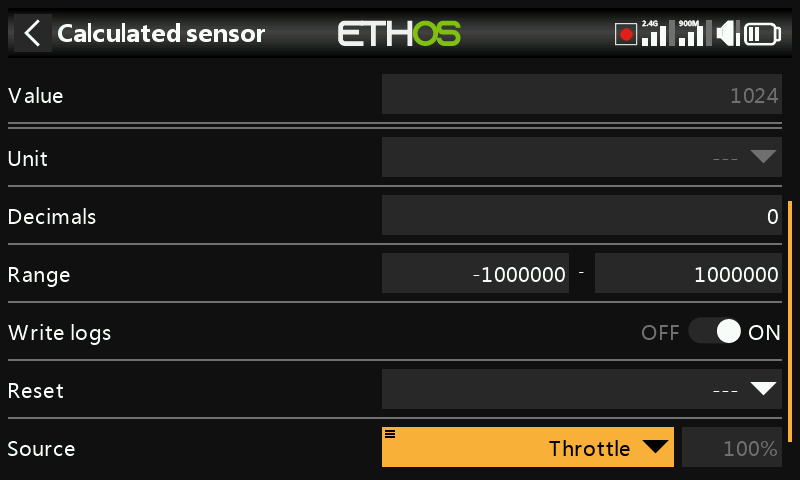 Calculated sensor ETHOS 2.4G 900M
Value 1024
Unit ---
Decimals 0
Range -1000000 - 1000000
Write logs OFF ON
Reset ---
Source Throttle 100%